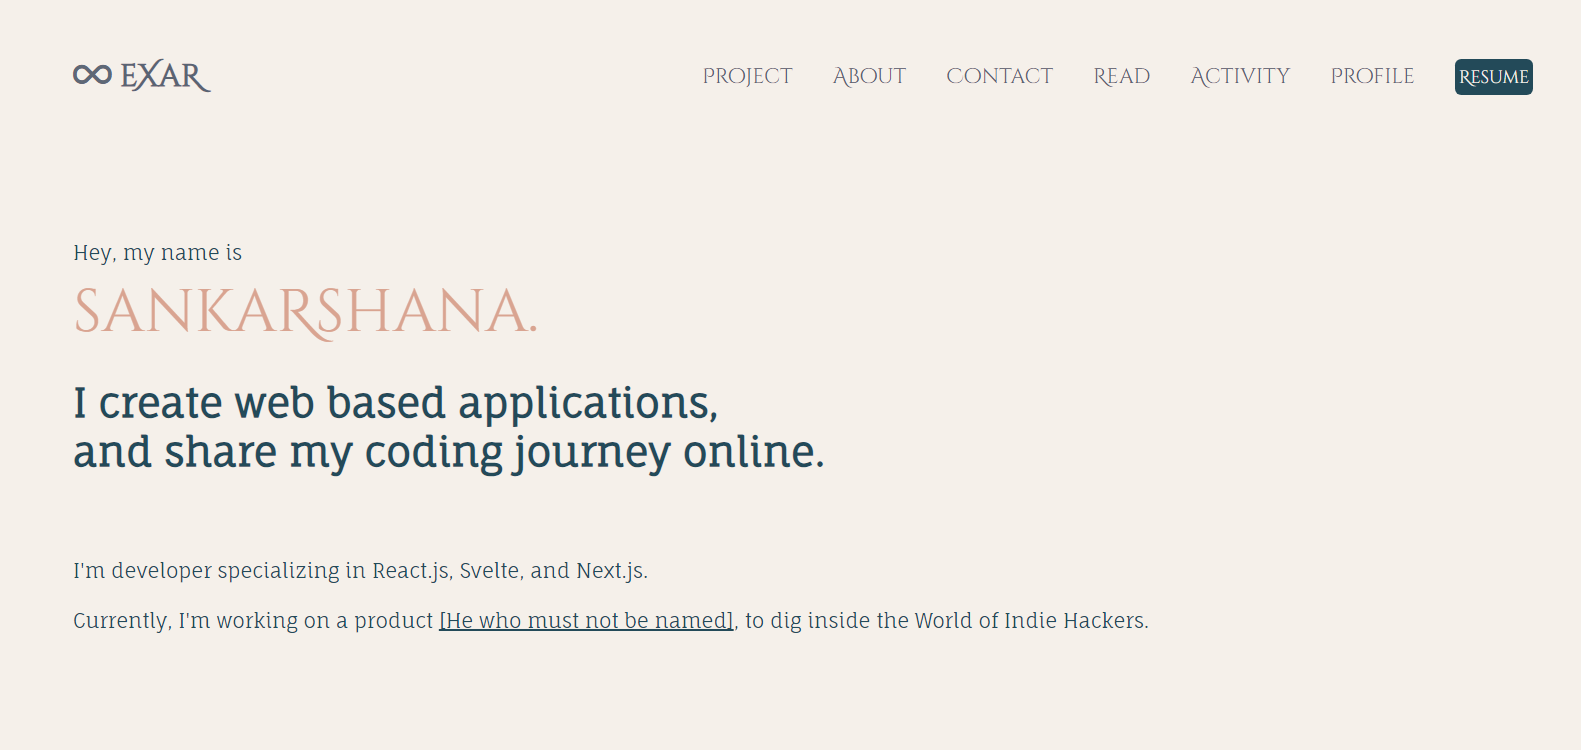 ∞ EXAR
PROJECT ABOUT CONTACT READ ACTIVITY PROFILE RESUME
Hey, my name is
SANKARSHANA.
I create web based applications,
and share my coding journey online.
I'm developer specializing in React.js, Svelte, and Next.js.
Currently, I'm working on a product [He who must not be named], to dig inside the World of Indie Hackers.